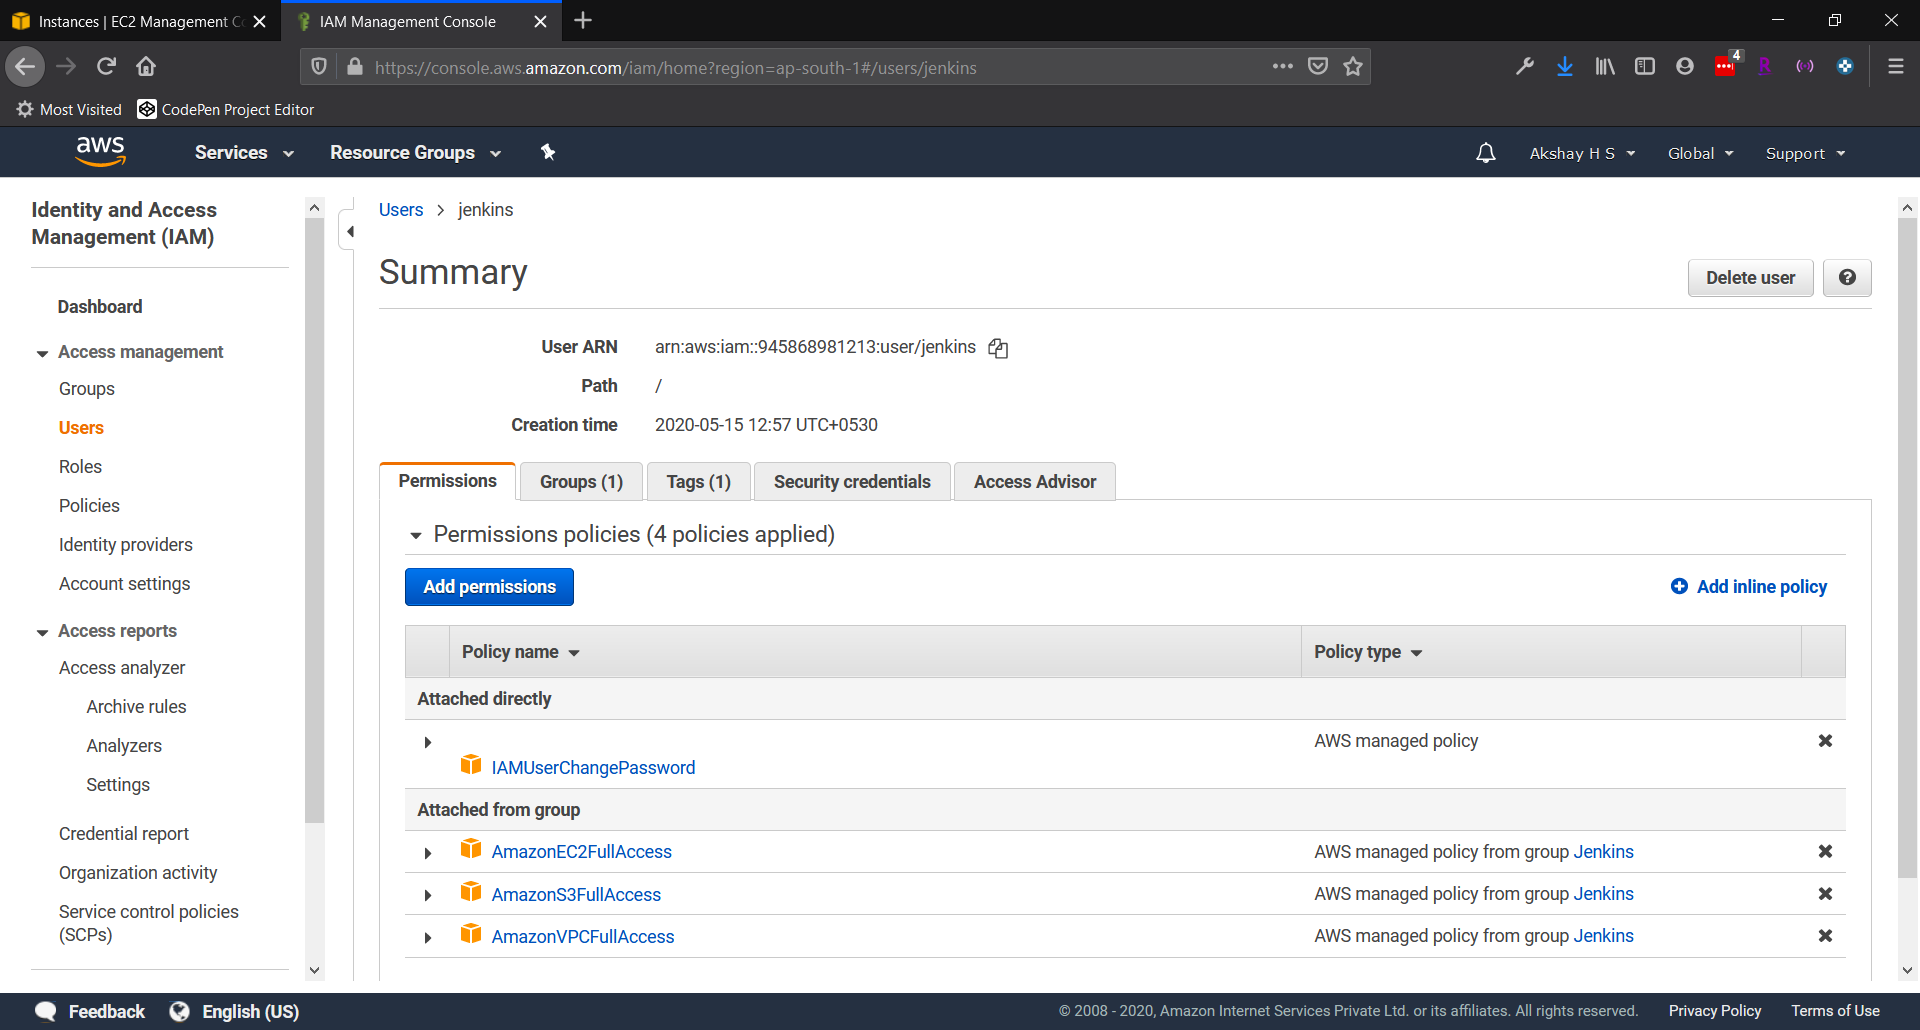 Instances | EC2 Management Co
IAM Management Console
https://console.aws.amazon.com/iam/home?region=ap-south-1#/users/jenkins
4
Most Visited
CodePen Project Editor
aws
Services
Resource Groups
Akshay H S
Global
Support
Identity and Access
Management (IAM)
Dashboard
Access management
Groups
Users
Roles
Policies
Identity providers
Account settings
Access reports
Access analyzer
Archive rules
Analyzers
Settings
Credential report
Organization activity
Service control policies
(SCPs)
Users > jenkins
Summary
Delete user
User ARN arn:aws:iam::945868981213:user/jenkins
Path /
Creation time 2020-05-15 12:57 UTC+0530
Permissions
Groups (1)
Tags (1)
Security credentials
Access Advisor
Permissions policies (4 policies applied)
Add permissions
Add inline policy
Policy name
Policy type
Attached directly
AWS managed policy
IAMUserChangePassword
Attached from group
AmazonEC2FullAccess AWS managed policy from group Jenkins
AmazonS3FullAccess AWS managed policy from group Jenkins
AmazonVPCFullAccess AWS managed policy from group Jenkins
Feedback
English (US)
© 2008 - 2020, Amazon Internet Services Private Ltd. or its affiliates. All rights reserved.
Privacy Policy
Terms of Use